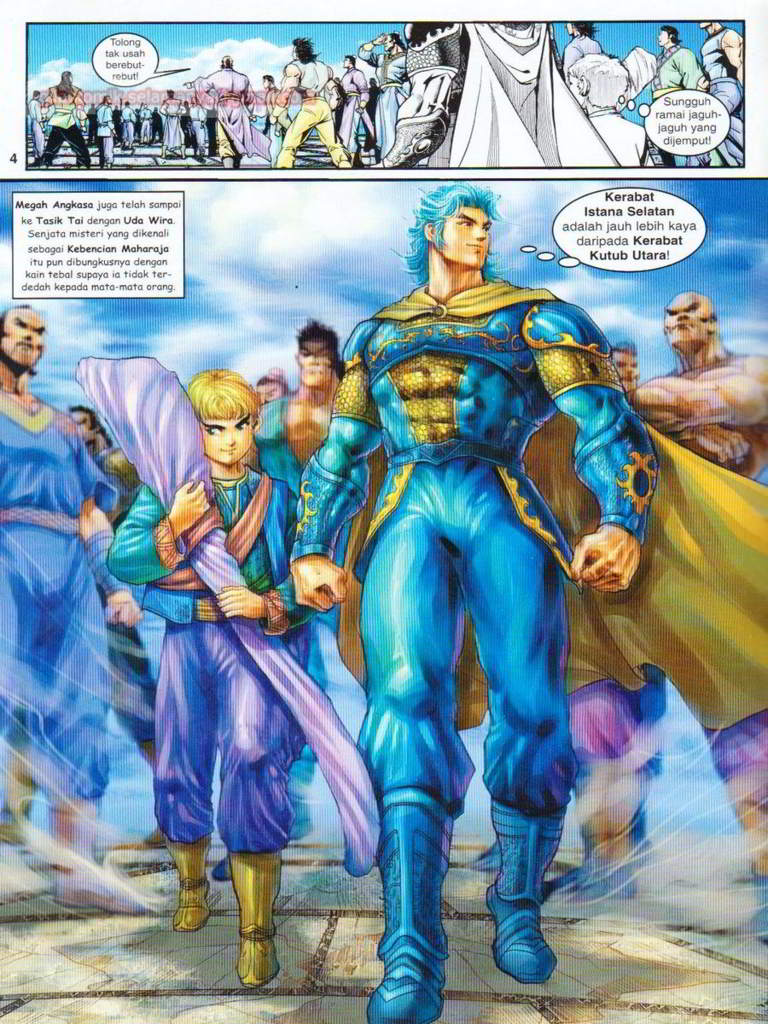 Tolong
tak usah
berebut-
rebut!
Sungguh
ramai jaguh-
jaguh yang
dijemput!
4
Megah Angkasa juga telah sampai
ke Tasik Tai dengan Uda Wira.
Senjata misteri yang dikenali
sebagai Kebencian Maharaja
itu pun dibungkusnya dengan
kain tebal supaya ia tidak ter-
dedah kepada mata-mata orang.
Kerabat
Istana Selatan
adalah jauh lebih kaya
daripada Kerabat
Kutub Utara!